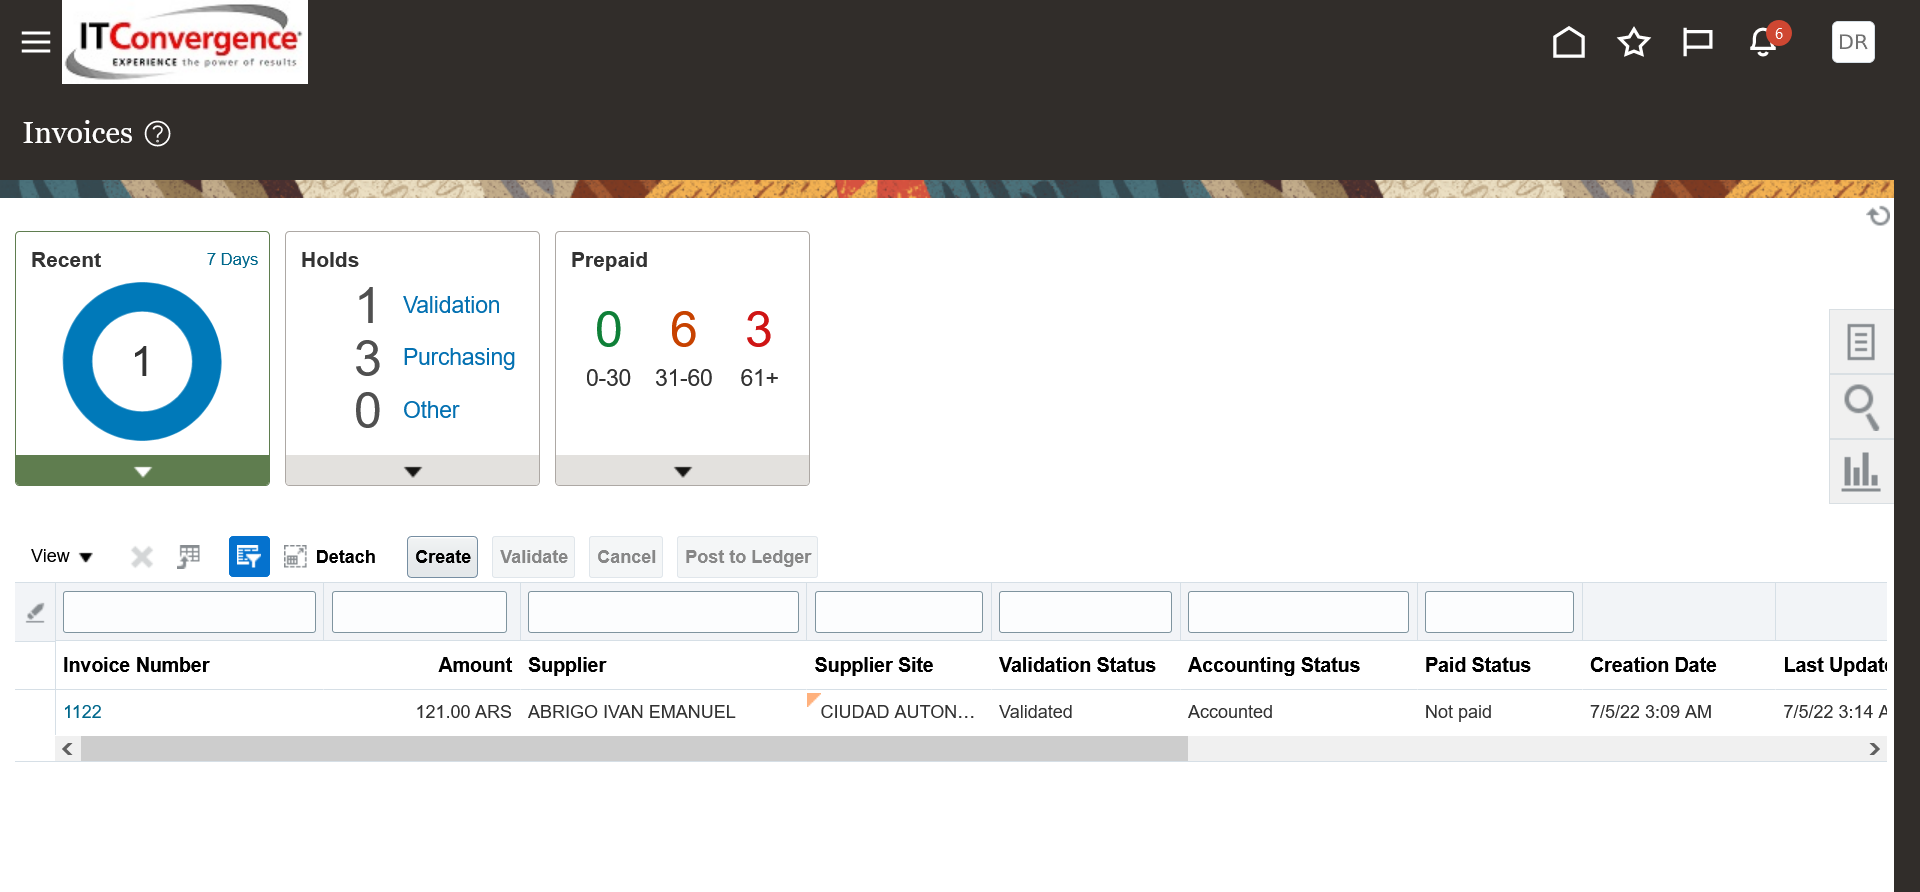 ITConvergence
EXPERIENCE the power of results
6
DR
Invoices ?
Recent 7 Days
1
Holds
1 Validation
3 Purchasing
0 Other
Prepaid
0 6 3
0-30 31-60 61+
View Detach Create Validate Cancel Post to Ledger
Invoice Number Amount Supplier Supplier Site Validation Status Accounting Status Paid Status Creation Date Last Update
1122 121.00 ARS ABRIGO IVAN EMANUEL CIUDAD AUTON... Validated Accounted Not paid 7/5/22 3:09 AM 7/5/22 3:14 A